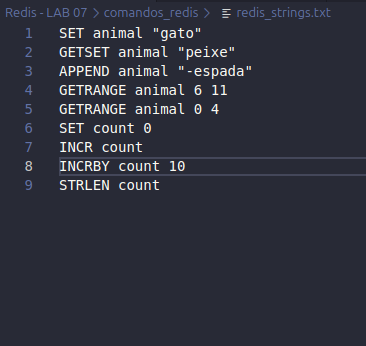 Redis - LAB 07 > comandos_redis > redis_strings.txt
1 SET animal "gato"
2 GETSET animal "peixe"
3 APPEND animal "-espada"
4 GETRANGE animal 6 11
5 GETRANGE animal 0 4
6 SET count 0
7 INCR count
8 INCRBY count 10
9 STRLEN count